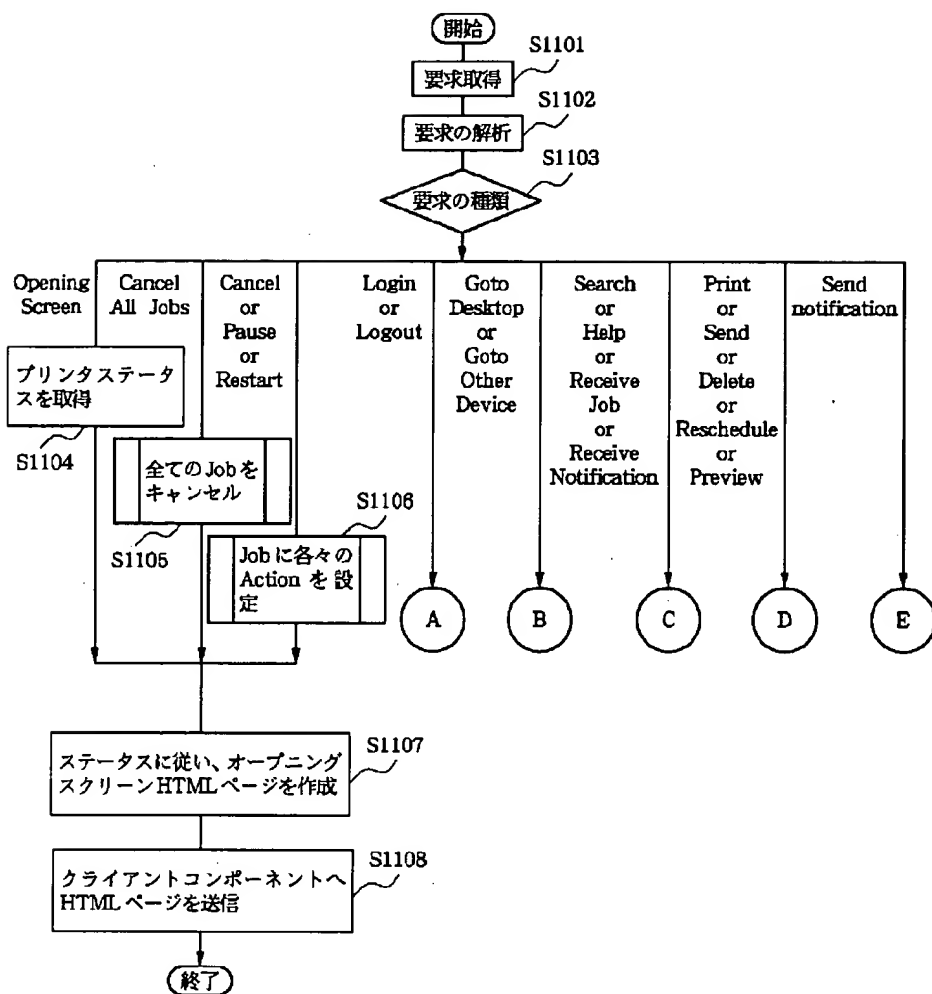 開始
S1101
要求取得
S1102
要求の解析
S1103
要求の種類
Opening
Screen
Cancel
All Jobs
Cancel
or
Pause
or
Restart
Login
or
Logout
Goto
Desktop
or
Goto
Other
Device
Search
or
Help
or
Receive
Job
or
Receive
Notification
Print
or
Send
or
Delete
or
Reschedule
or
Preview
Send
notification
プリンタステータ
スを取得
S1104
全てのJobを
キャンセル
S1105
S1106
Jobに各々の
Action を 設
定
A
B
C
D
E
S1107
ステータスに従い、オープニング
スクリーンHTMLページを作成
S1108
クライアントコンポーネントへ
HTMLページを送信
終了